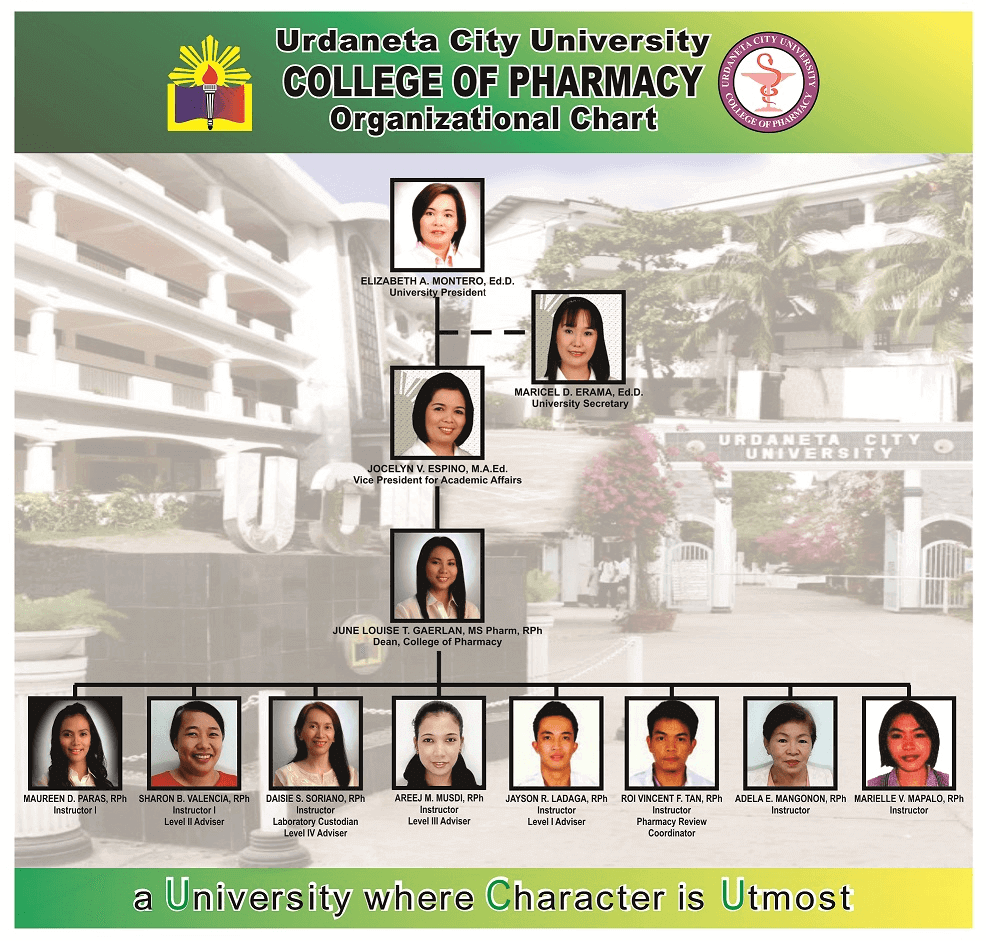 Urdaneta City University
COLLEGE OF PHARMACY
Organizational Chart
URDANETA CITY UNIVERSITY
COLLEGE OF PHARMACY
ELIZABETH A. MONTERO, Ed.D.
University President
MARICEL D. ERAMA, Ed.D.
University Secretary
JOCELYN V. ESPINO, M.A.Ed.
Vice President for Academic Affairs
URDANETA CITY
UNIVERSITY
UCU
JUNE LOUISE T. GAERLAN, MS Pharm, RPh
Dean, College of Pharmacy
MAUREEN D. PARAS, RPh
Instructor I
SHARON B. VALENCIA, RPh
Instructor I
Level II Adviser
DAISIE S. SORIANO, RPh
Instructor
Laboratory Custodian
Level IV Adviser
AREEJ M. MUSDI, RPh
Instructor
Level III Adviser
JAYSON R. LADAGA, RPh
Instructor
Level I Adviser
ROI VINCENT F. TAN, RPh
Instructor
Pharmacy Review
Coordinator
ADELA E. MANGONON, RPh
Instructor
MARIELLE V. MAPALO, RPh
Instructor
a University where Character is Utmost